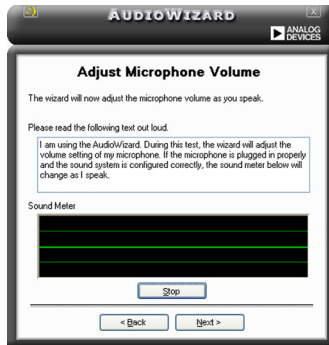 AUDIOWIZARD
ANALOG
DEVICES
Adjust Microphone Volume
The wizard will now adjust the microphone volume as you speak.
Please read the following text out loud.
I am using the AudioWizard. During this test, the wizard will adjust the
volume setting of my microphone. If the microphone is plugged in properly
and the sound system is configured correctly, the sound meter below will
change as I speak.
Sound Meter
Stop
< Back Next >